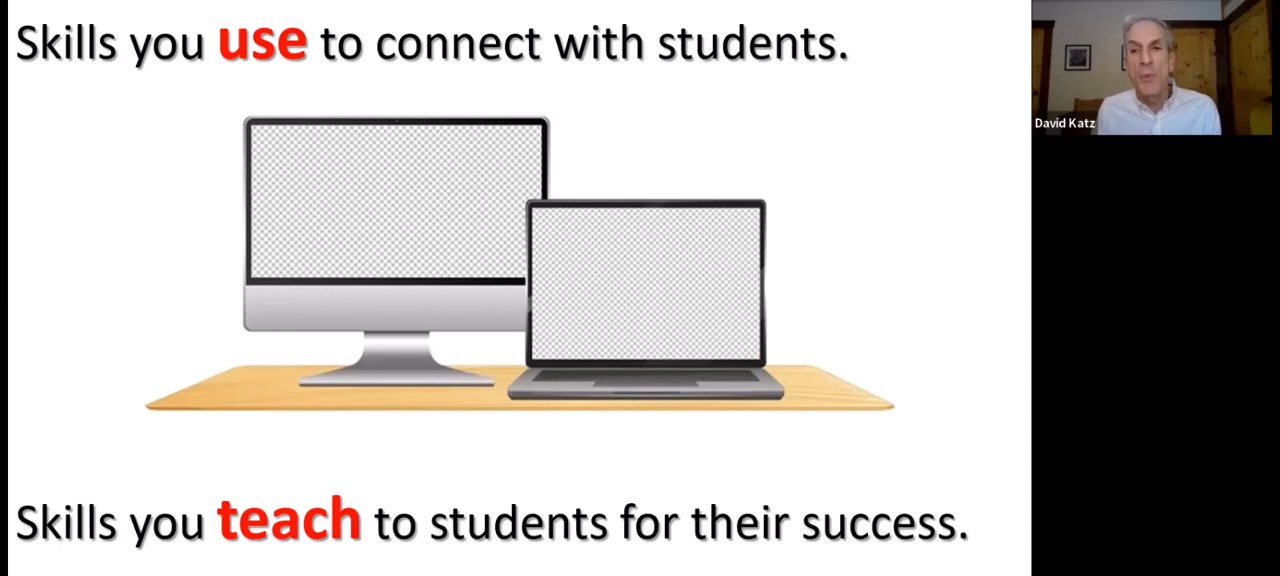 Skills you use to connect with students.
David Katz
Skills you teach to students for their success.